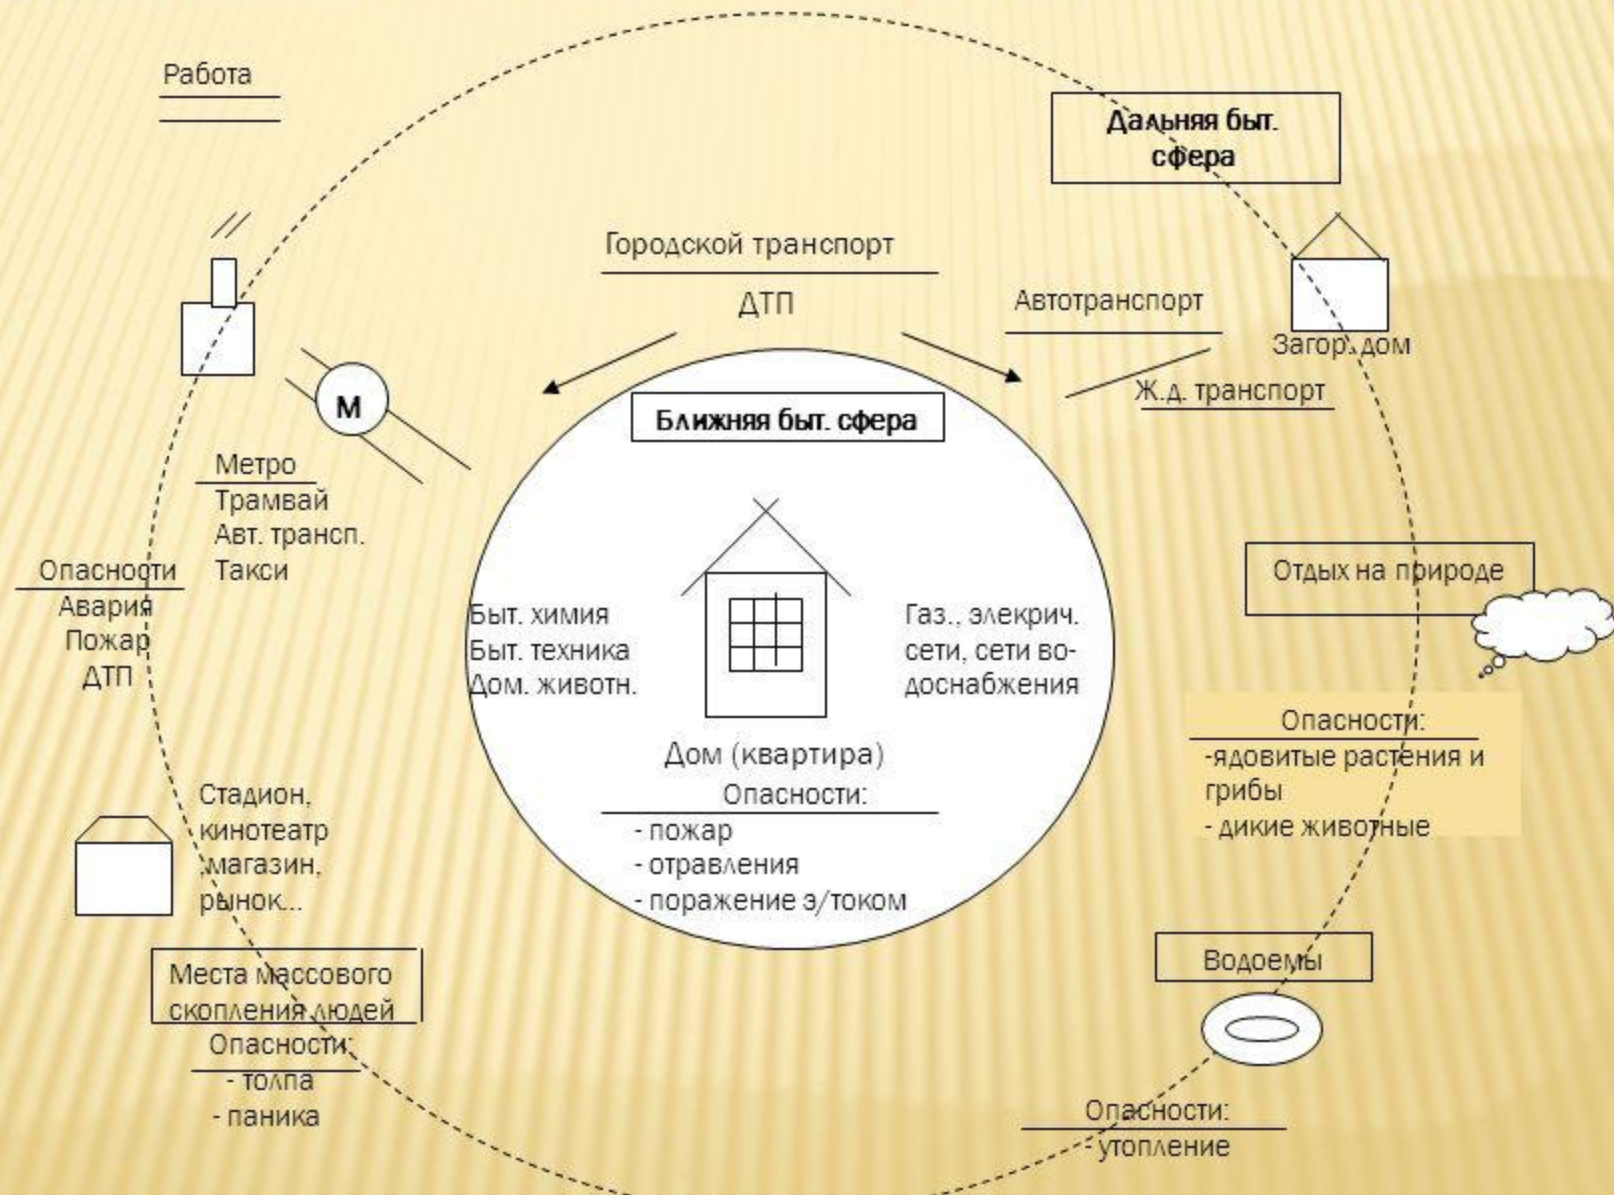 Работа
Дальняя быт.
сфера
Городской транспорт
ДТП
Автотранспорт
Загор. дом
Ж.д. транспорт
М
Ближняя быт. сфера
Метро
Трамвай
Авт. трансп.
Такси
Опасности
Авария
Пожар
ДТП
Быт. химия
Быт. техника
Дом. животн.
Газ., элекрич.
сети, сети во-
доснабжения
Дом (квартира)
Опасности:
- пожар
- отравления
- поражение э/током
Отдых на природе
Опасности:
-ядовитые растения и
грибы
- дикие животные
Стадион,
кинотеатр
,магазин,
рынок...
Места массового
скопления людей
Опасности:
- толпа
- паника
Водоемы
Опасности:
- утопление